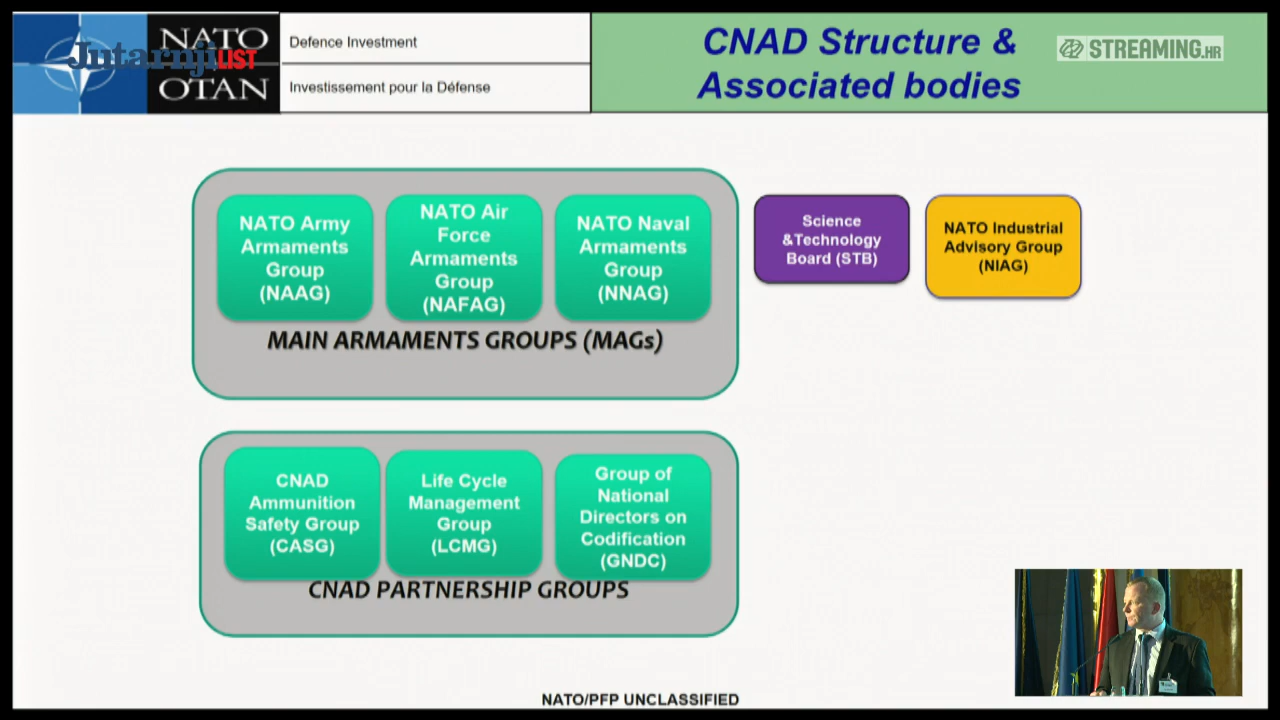 NATO
OTAN
Jutarnji LIST
Defence Investment
Investissement pour la Défense
CNAD Structure &
Associated bodies
STREAMING.HR
NATO Army
Armaments
Group
(NAAG)
NATO Air
Force
Armaments
Group
(NAFAG)
NATO Naval
Armaments
Group
(NNAG)
MAIN ARMAMENTS GROUPS (MAGs)
Science
&Technology
Board (STB)
NATO Industrial
Advisory Group
(NIAG)
CNAD
Ammunition
Safety Group
(CASG)
Life Cycle
Management
Group
(LCMG)
Group of
National
Directors on
Codification
(GNDC)
CNAD PARTNERSHIP GROUPS
NATO/PFP UNCLASSIFIED